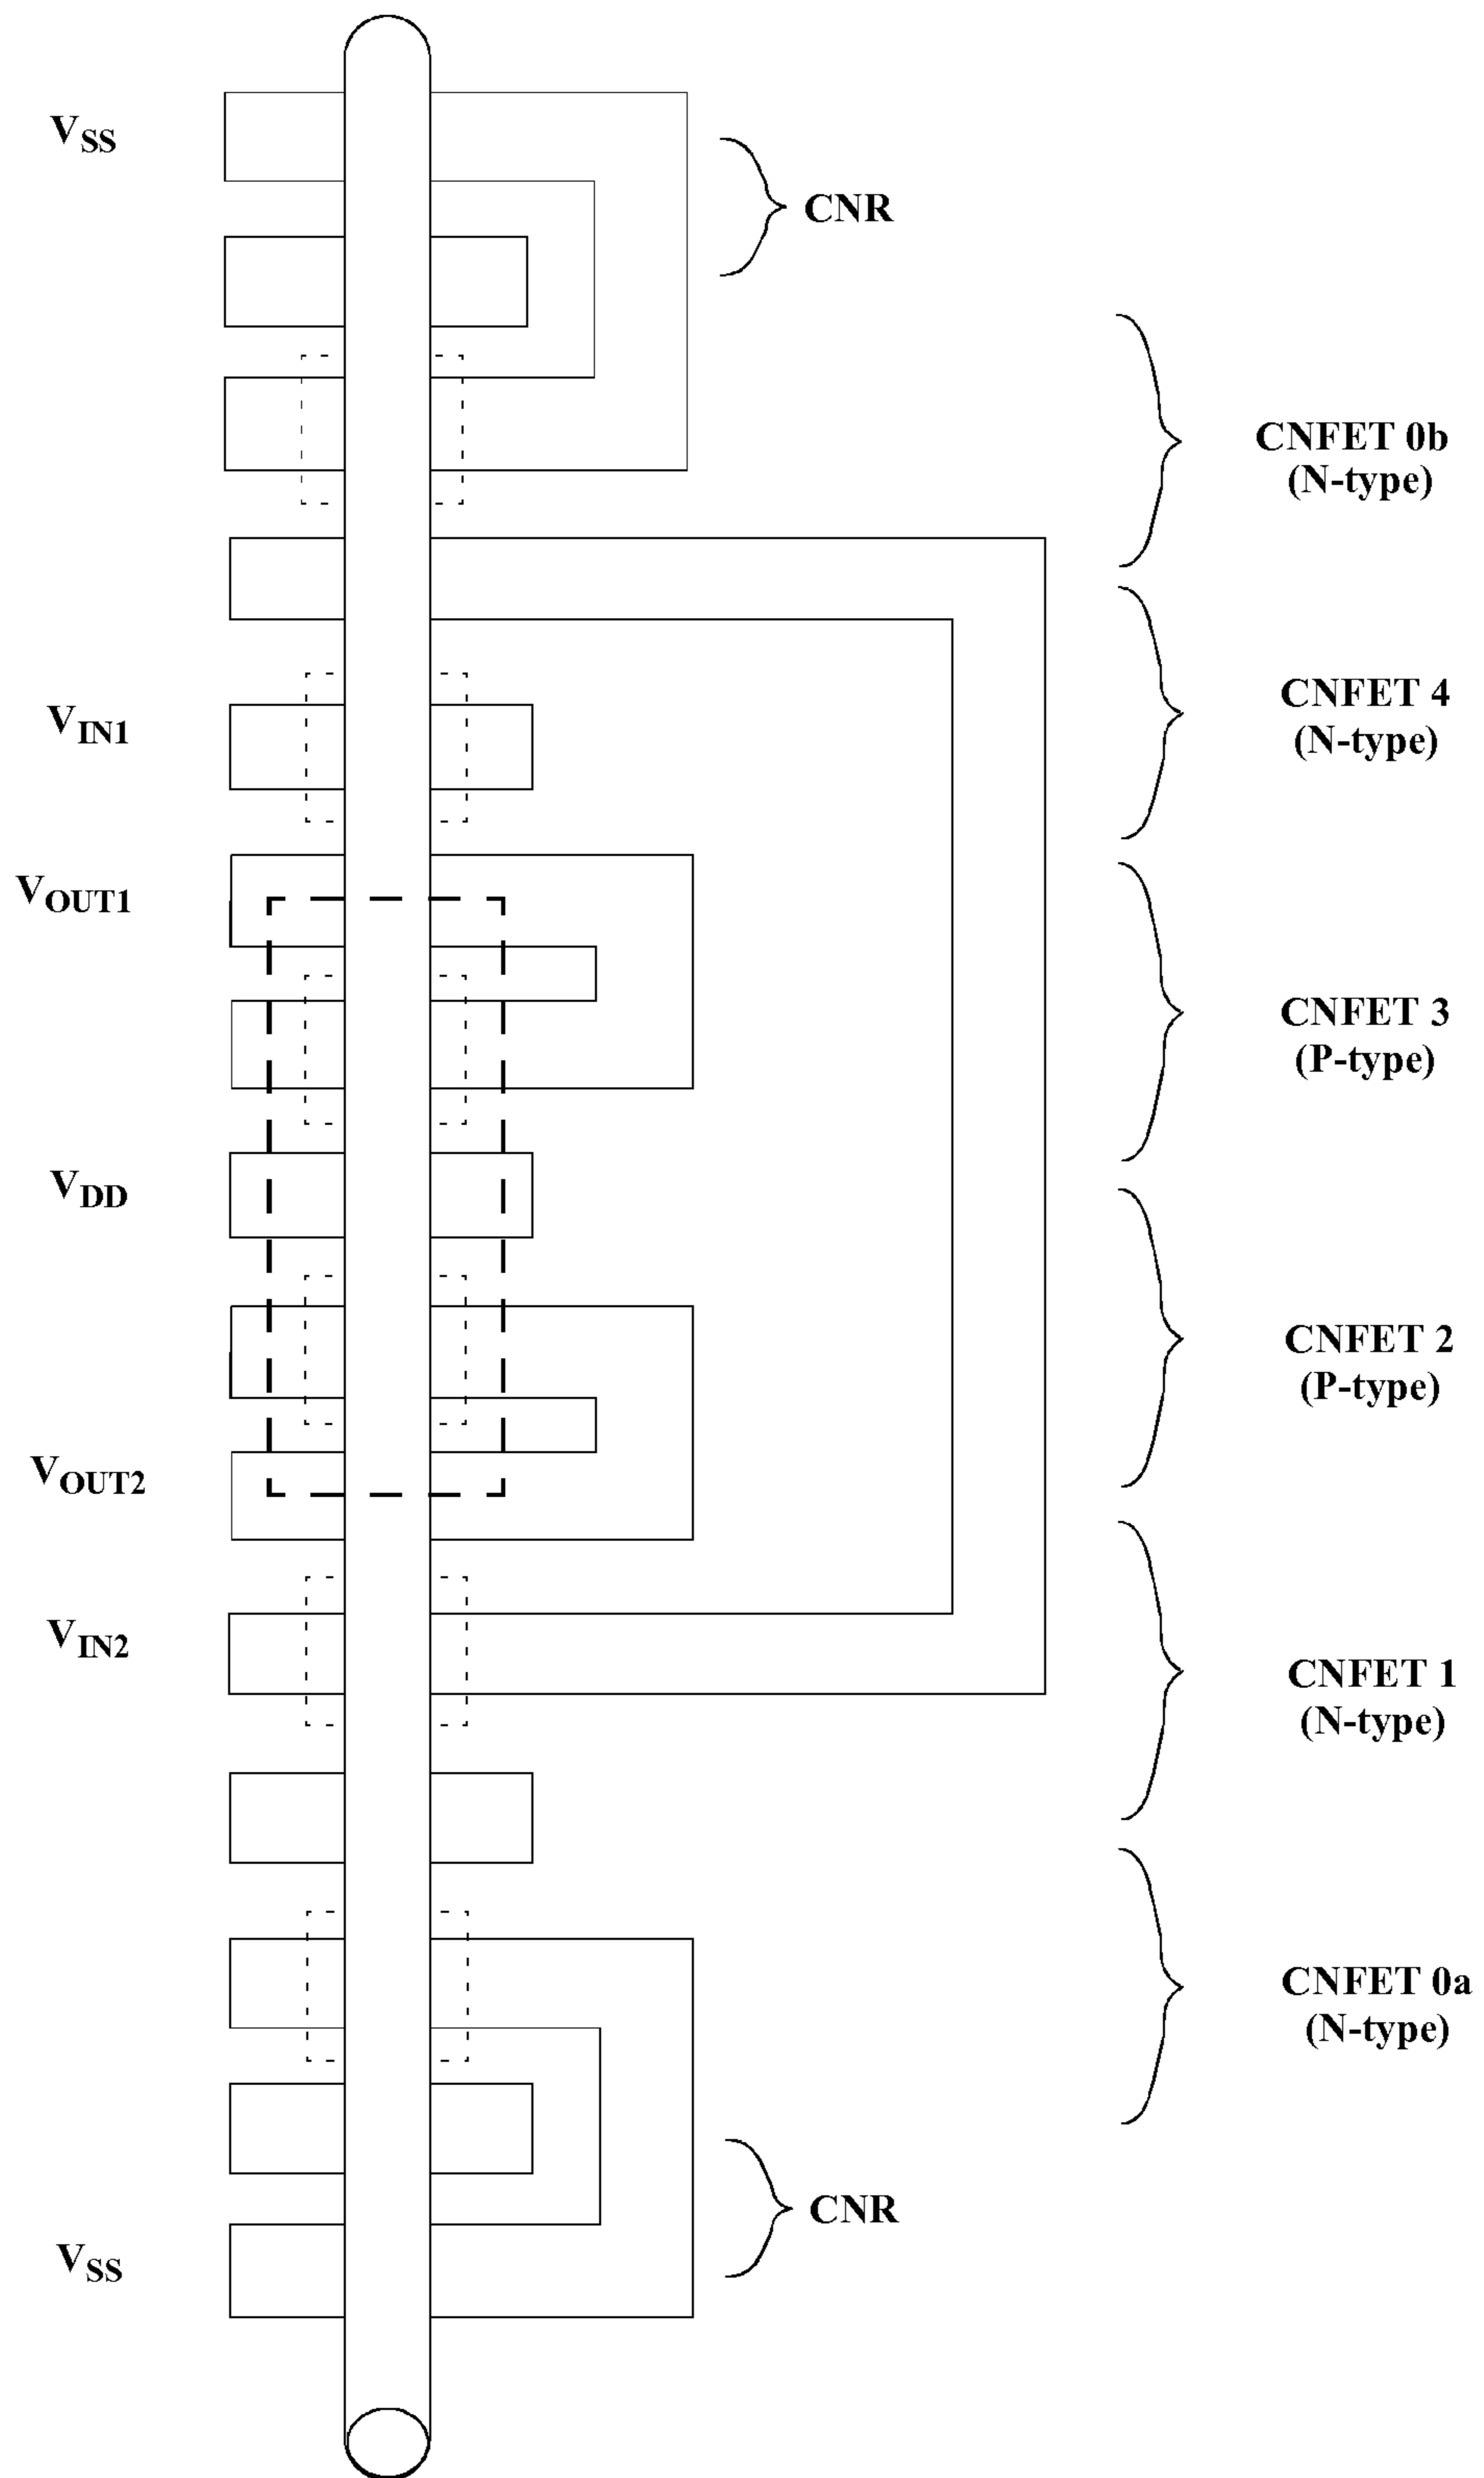 VSS
CNR
CNFET 0b
(N-type)
CNFET 4
(N-type)
VIN1
VOUT1
CNFET 3
(P-type)
VDD
CNFET 2
(P-type)
VOUT2
VIN2
CNFET 1
(N-type)
CNFET 0a
(N-type)
CNR
VSS